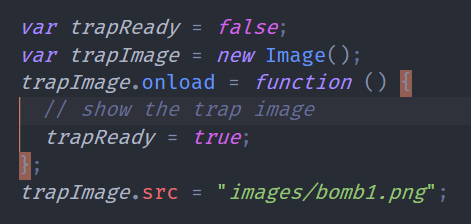 var trapReady = false;
var trapImage = new Image();
trapImage.onload = function () {
  // show the trap image
  trapReady = true;
};
trapImage.src = "images/bomb1.png";